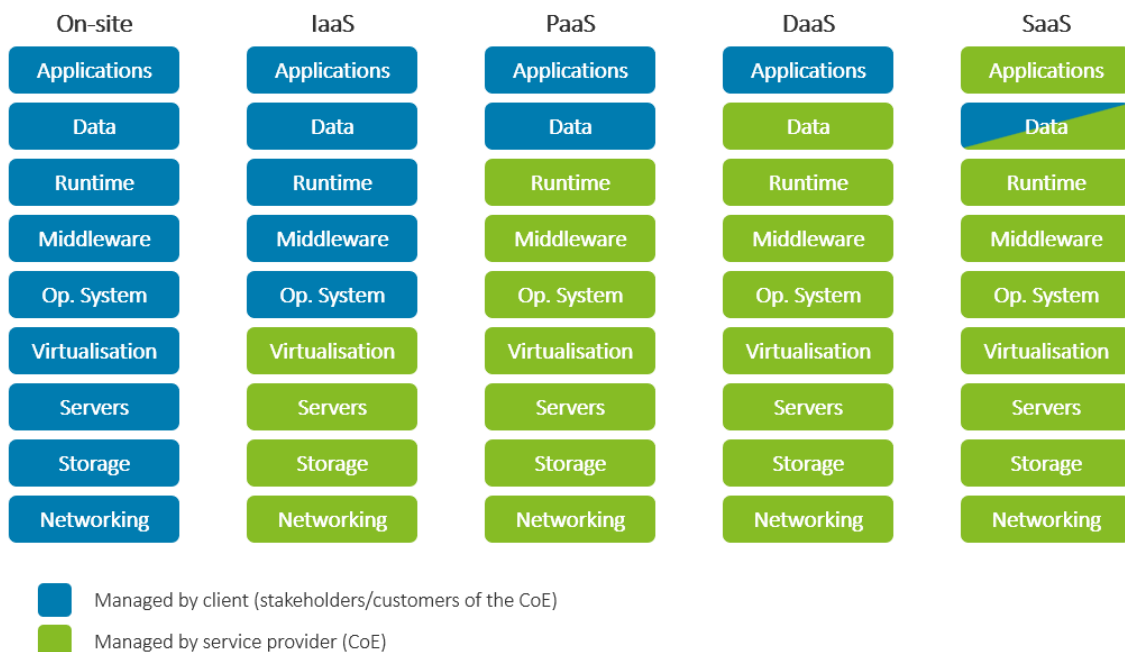 On-site IaaS PaaS DaaS SaaS
Applications Applications Applications Applications Applications
Data Data Data Data Data
Runtime Runtime Runtime Runtime Runtime
Middleware Middleware Middleware Middleware Middleware
Op. System Op. System Op. System Op. System Op. System
Virtualisation Virtualisation Virtualisation Virtualisation Virtualisation
Servers Servers Servers Servers Servers
Storage Storage Storage Storage Storage
Networking Networking Networking Networking Networking
Managed by client (stakeholders/customers of the CoE)
Managed by service provider (CoE)